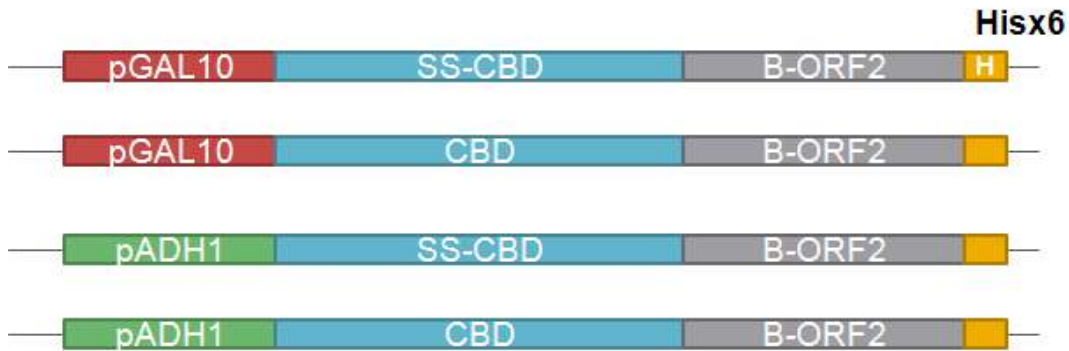 Hisx6
pGAL10 SS-CBD B-ORF2 H
pGAL10 CBD B-ORF2
pADH1 SS-CBD B-ORF2
pADH1 CBD B-ORF2